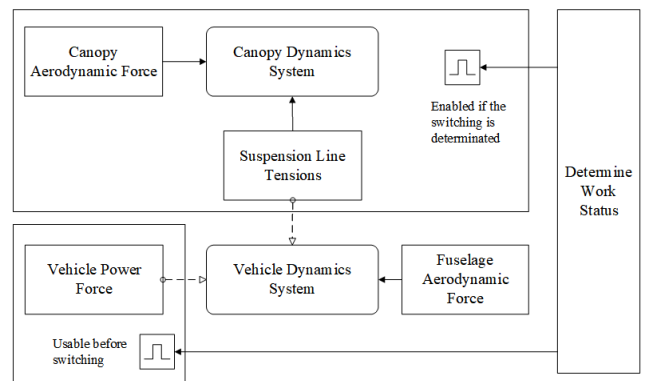 Canopy
Aerodynamic Force
Canopy Dynamics
System
Enabled if the
switching is
determinated
Suspension Line
Tensions
Determine
Work
Status
Vehicle Power
Force
Vehicle Dynamics
System
Fuselage
Aerodynamic
Force
Usable before
switching